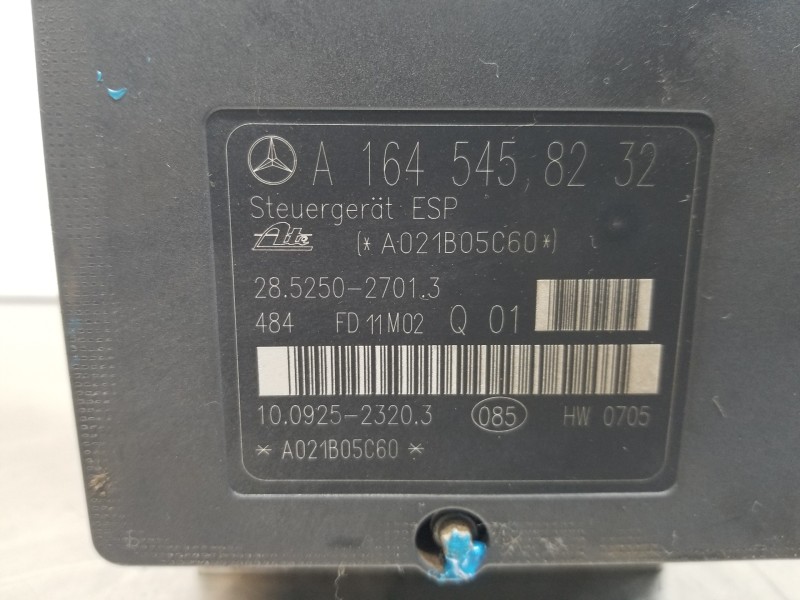 A 164 545 82 32
Steuergerät ESP
Ate (*A021B05C60*)
28.5250-2701.3
484 FD 11M02 Q 01
10.0925-2320.3 085 HW 0705
*A021B05C60*